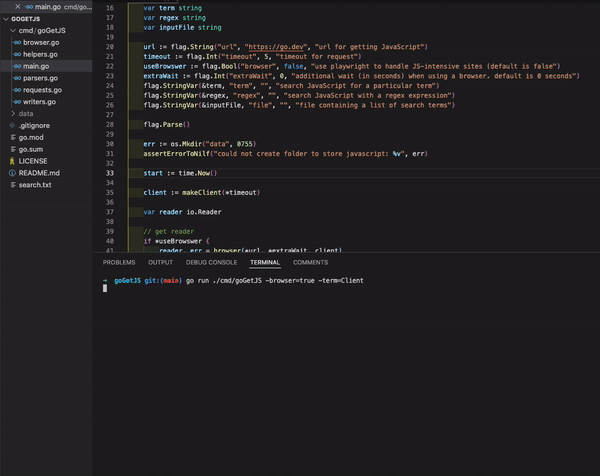 main.go cmd/go...
GOGETJS
cmd/goGetJS
browser.go
helpers.go
main.go
parsers.go
requests.go
writers.go
data
.gitignore
go.mod
go.sum
LICENSE
README.md
search.txt
16 var term string
17 var regex string
18 var inputFile string
19
20 url := flag.String("url", "https://go.dev", "url for getting JavaScript")
21 timeout := flag.Int("timeout", 5, "timeout for request")
22 useBrowswer := flag.Bool("browser", false, "use playwright to handle JS-intensive sites (default is false")
23 extraWait := flag.Int("extraWait", 0, "additional wait (in seconds) when using a browser. default is 0 seconds")
24 flag.StringVar(&term, "term", "", "search JavaScript for a particular term")
25 flag.StringVar(&regex, "regex", "", "search JavaScript with a regex expression")
26 flag.StringVar(&inputFile, "file", "", "file containing a list of search terms")
27
28 flag.Parse()
29
30 err := os.Mkdir("data", 0755)
31 assertErrorToNilf("could not create folder to store javascript: %v", err)
32
33 start := time.Now()
34
35 client := makeClient(*timeout)
36
37 var reader io.Reader
38
39 // get reader
40 if *useBrowswer {
41 reader, err = browser(*url, *extraWait, client)
PROBLEMS OUTPUT DEBUG CONSOLE TERMINAL COMMENTS
→ goGetJS git:(main) go run ./cmd/goGetJS -browser=true -term=Client